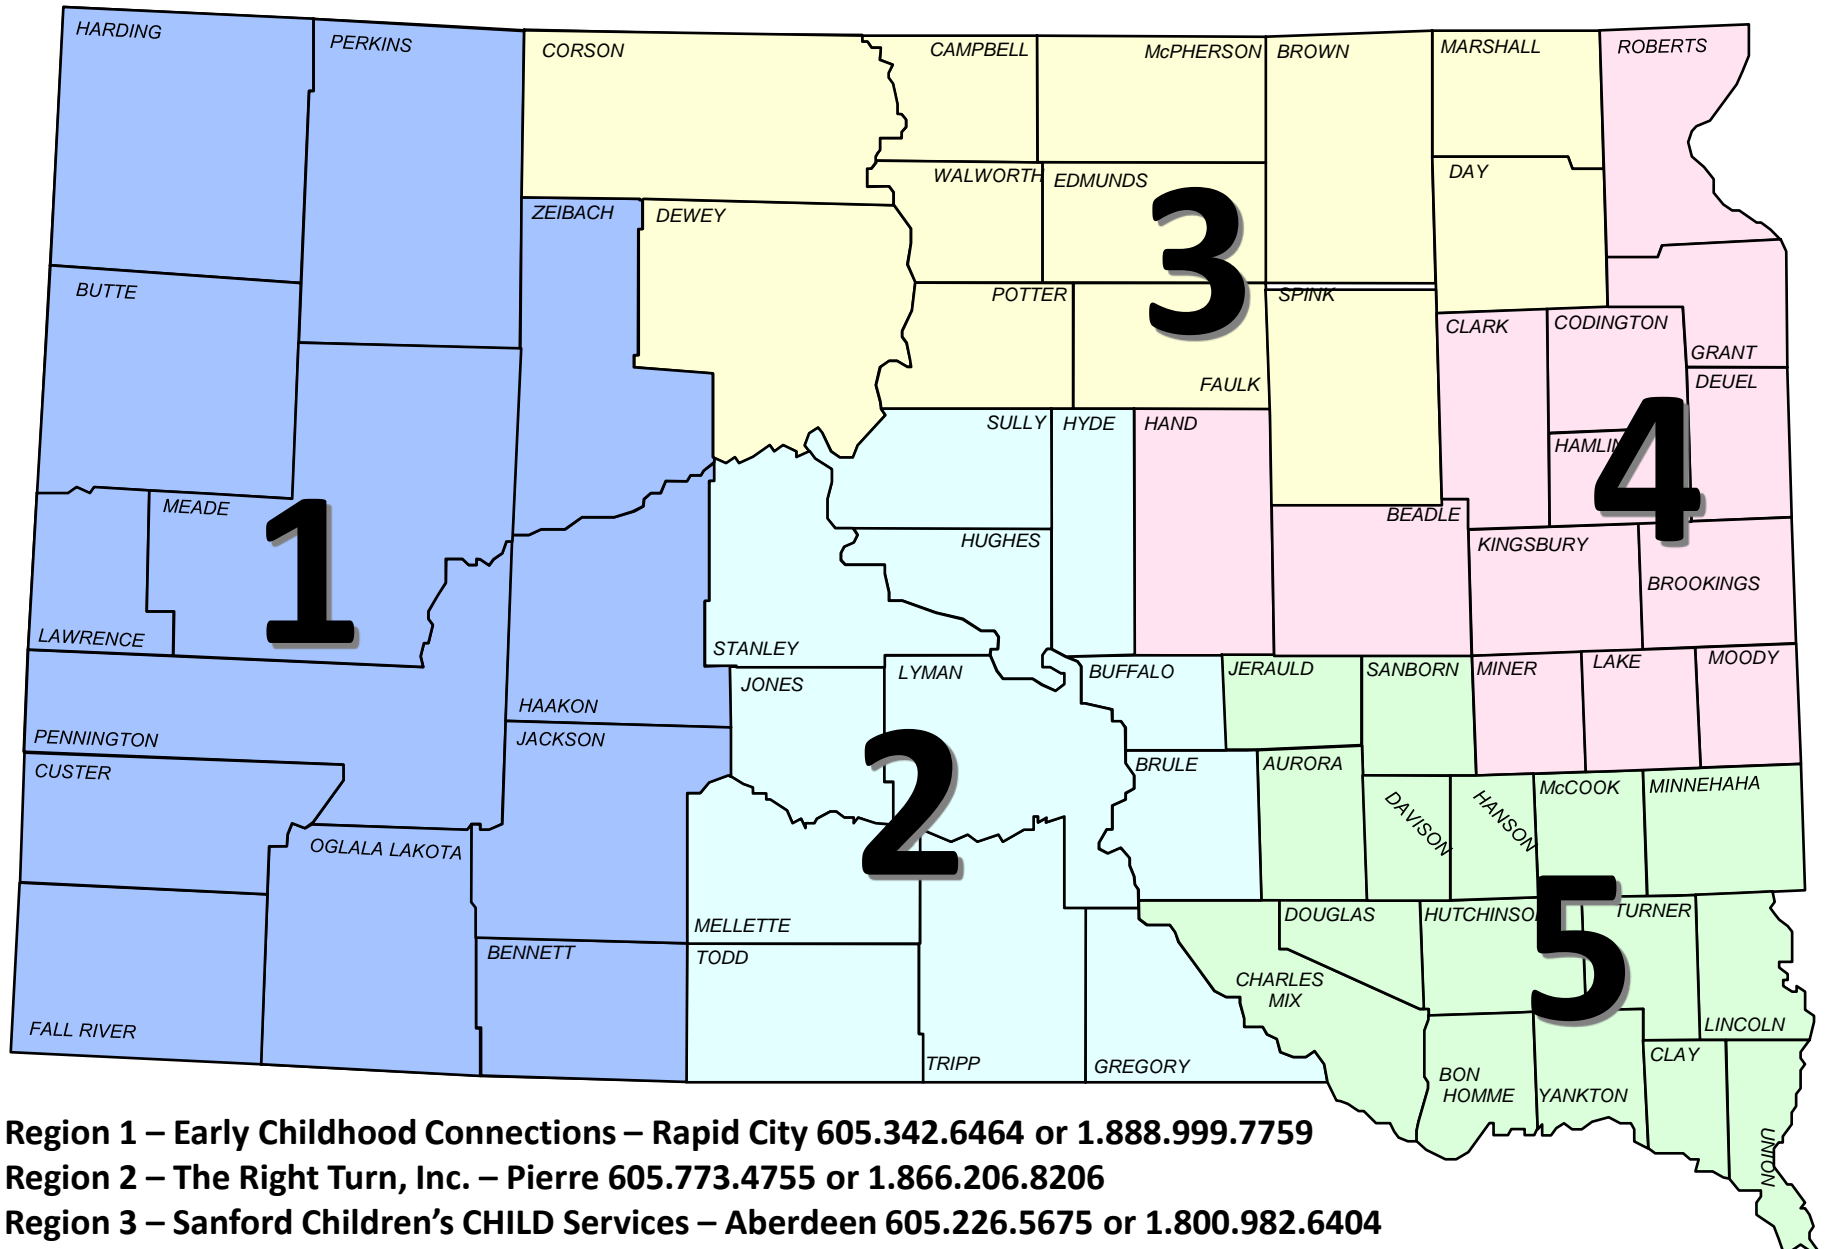 HARDING
PERKINS
CORSON
CAMPBELL
McPHERSON
BROWN
MARSHALL
ROBERTS
ZEIBACH
DEWEY
WALWORTH
EDMUNDS
DAY
3
BUTTE
POTTER
FAULK
SPINK
CLARK
CODINGTON
GRANT
DEUEL
SULLY
HYDE
HAND
HAMLIN
4
MEADE
1
BEADLE
HUGHES
KINGSBURY
BROOKINGS
LAWRENCE
STANLEY
JONES
LYMAN
BUFFALO
JERAULD
SANBORN
MINER
LAKE
MOODY
HAAKON
PENNINGTON
JACKSON
2
CUSTER
BRULE
AURORA
DAVISON
HANSON
McCOOK
MINNEHAHA
OGLALA LAKOTA
MELLETTE
DOUGLAS
HUTCHINSON
TURNER
5
BENNETT
TODD
CHARLES
MIX
FALL RIVER
LINCOLN
TRIPP
GREGORY
BON
HOMME
YANKTON
CLAY
UNION
Region 1 – Early Childhood Connections – Rapid City 605.342.6464 or 1.888.999.7759
Region 2 – The Right Turn, Inc. – Pierre 605.773.4755 or 1.866.206.8206
Region 3 – Sanford Children’s CHILD Services – Aberdeen 605.226.5675 or 1.800.982.6404